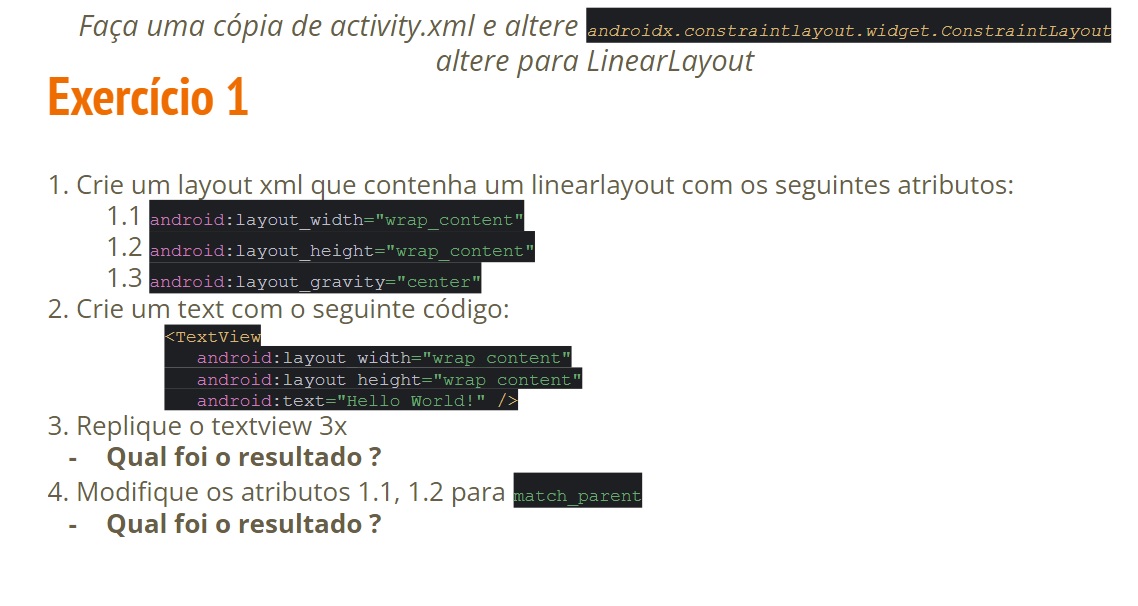 Faça uma cópia de activity.xml e altere androidx.constraintlayout.widget.ConstraintLayout
altere para LinearLayout
Exercício 1
1. Crie um layout xml que contenha um linearlayout com os seguintes atributos:
1.1 android:layout_width="wrap_content"
1.2 android:layout_height="wrap_content"
1.3 android:layout_gravity="center"
2. Crie um text com o seguinte código:
<TextView
android:layout_width="wrap_content"
android:layout_height="wrap_content"
android:text="Hello World!" />
3. Replique o textview 3x
- Qual foi o resultado ?
4. Modifique os atributos 1.1, 1.2 para match_parent
- Qual foi o resultado ?